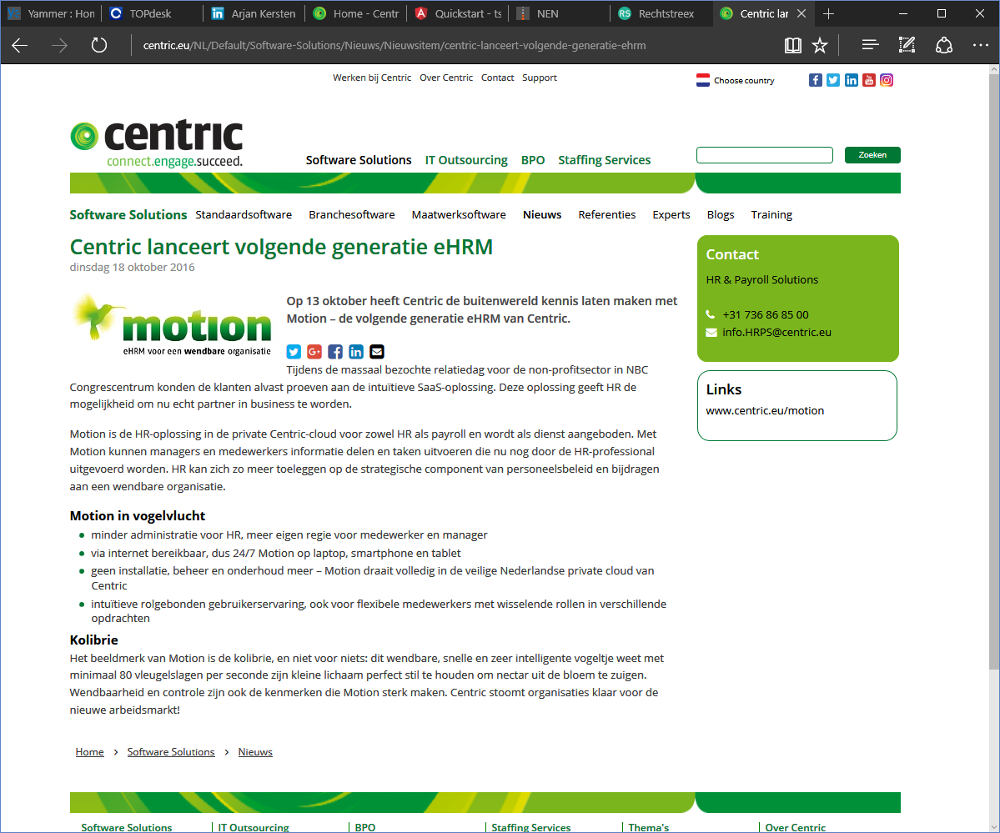 Yammer : Hon
TOPdesk
Arjan Kersten
Home - Centr
Quickstart - ts
NEN
RS Rechtstreex
Centric lar
centric.eu/NL/Default/Software-Solutions/Nieuws/Nieuwsitem/centric-lanceert-volgende-generatie-ehrm
Werken bij Centric Over Centric Contact Support
Choose country
centric
connect.engage.succeed.
Software Solutions IT Outsourcing BPO Staffing Services
Zoeken
Software Solutions Standaardsoftware Branchesoftware Maatwerksoftware Nieuws Referenties Experts Blogs Training
Centric lanceert volgende generatie eHRM
dinsdag 18 oktober 2016
motion
eHRM voor een wendbare organisatie
Op 13 oktober heeft Centric de buitenwereld kennis laten maken met
Motion – de volgende generatie eHRM van Centric.
Tijdens de massaal bezochte relatiedag voor de non-profitsector in NBC
Congrescentrum konden de klanten alvast proeven aan de intuïtieve SaaS-oplossing. Deze oplossing geeft HR de
mogelijkheid om nu echt partner in business te worden.
Motion is de HR-oplossing in de private Centric-cloud voor zowel HR als payroll en wordt als dienst aangeboden. Met
Motion kunnen managers en medewerkers informatie delen en taken uitvoeren die nu nog door de HR-professional
uitgevoerd worden. HR kan zich zo meer toeleggen op de strategische component van personeelsbeleid en bijdragen
aan een wendbare organisatie.
Motion in vogelvlucht
minder administratie voor HR, meer eigen regie voor medewerker en manager
via internet bereikbaar, dus 24/7 Motion op laptop, smartphone en tablet
geen installatie, beheer en onderhoud meer – Motion draait volledig in de veilige Nederlandse private cloud van
Centric
intuïtieve rolgebonden gebruikerservaring, ook voor flexibele medewerkers met wisselende rollen in verschillende
opdrachten
Kolibrie
Het beeldmerk van Motion is de kolibrie, en niet voor niets: dit wendbare, snelle en zeer intelligente vogeltje weet met
minimaal 80 vleugelslagen per seconde zijn kleine lichaam perfect stil te houden om nectar uit de bloem te zuigen.
Wendbaarheid en controle zijn ook de kenmerken die Motion sterk maken. Centric stoomt organisaties klaar voor de
nieuwe arbeidsmarkt!
Contact
HR & Payroll Solutions
+31 736 86 85 00
info.HRPS@centric.eu
Links
www.centric.eu/motion
Home > Software Solutions > Nieuws
Software Solutions
IT Outsourcing
BPO
Staffing Services
Thema's
Over Centric